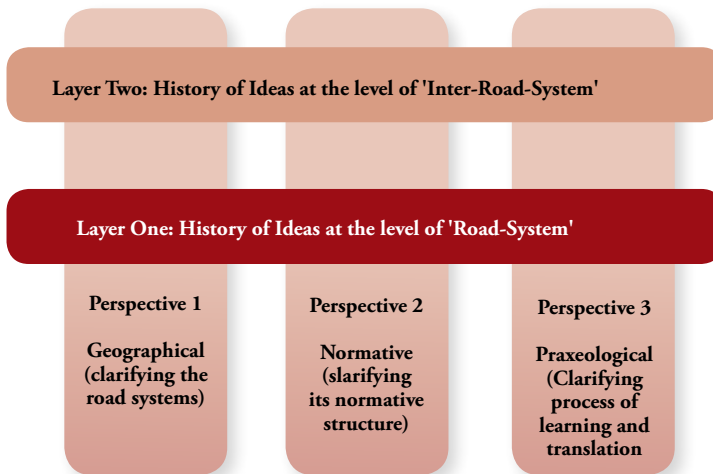 Layer Two: History of Ideas at the level of 'Inter-Road-System'
Layer One: History of Ideas at the level of 'Road-System'
Perspective 1
Geographical
(clarifying the
road systems)
Perspective 2
Normative
(slarifying
its normative
structure)
Perspective 3
Praxeological
(Clarifying
process of
learning and
translation